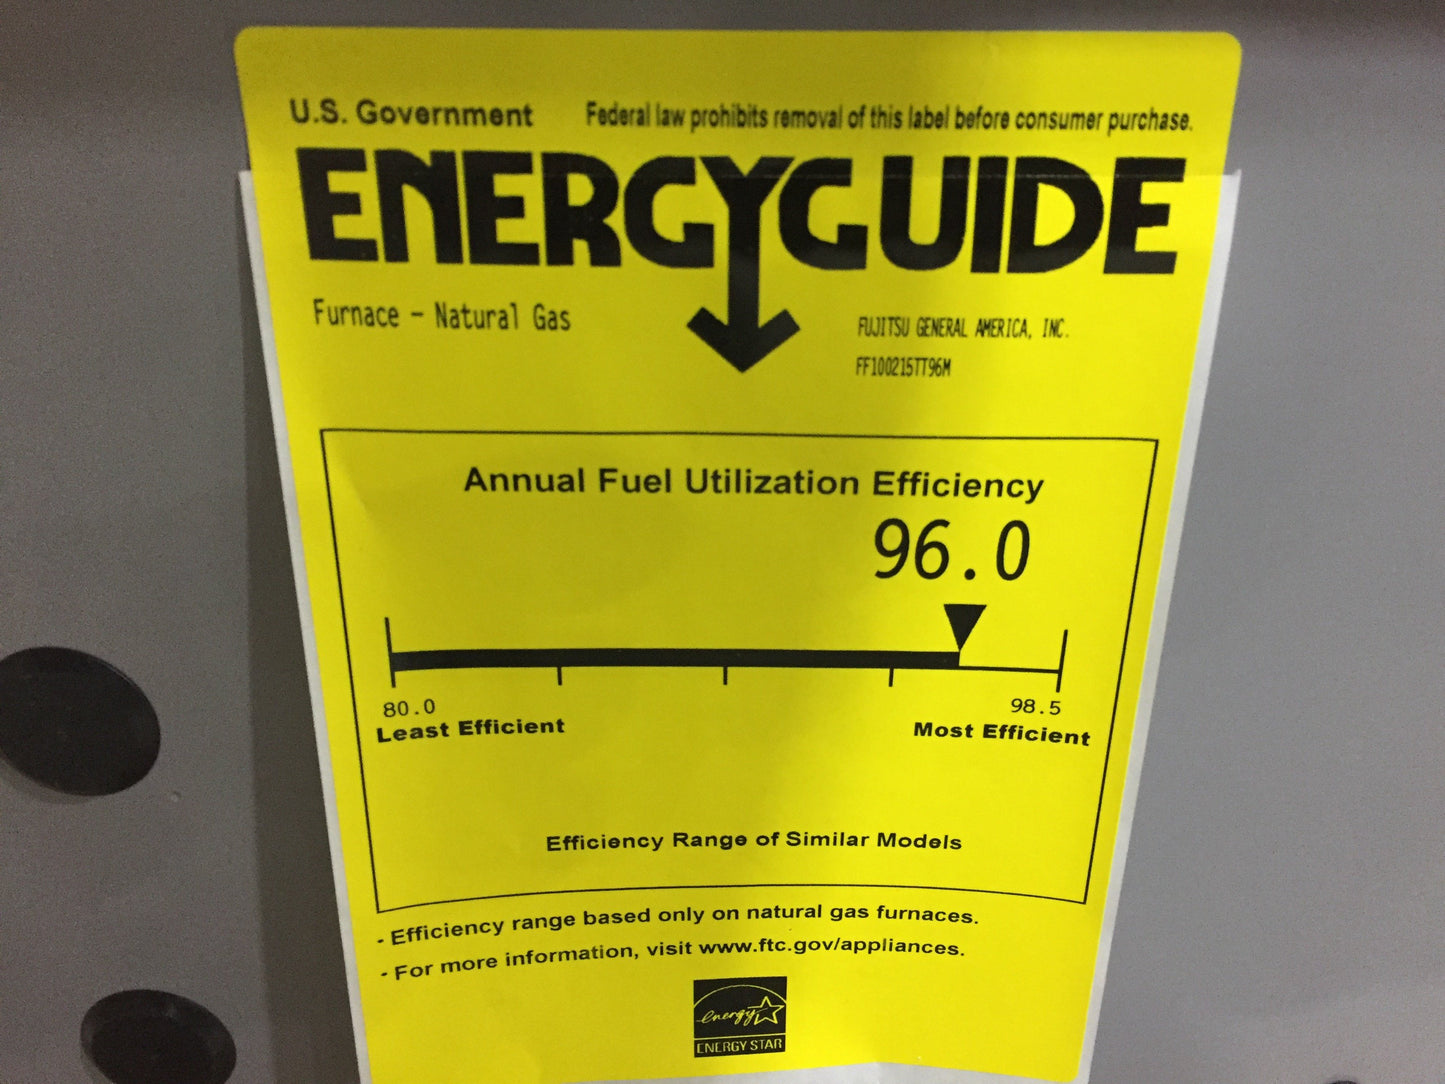 U.S. Government Federal law prohibits removal of this label before consumer purchase.
ENERGYGUIDE
Furnace - Natural Gas
FUJITSU GENERAL AMERICA, INC.
FF100215TT96M
Annual Fuel Utilization Efficiency
96.0
80.0 98.5
Least Efficient Most Efficient
Efficiency Range of Similar Models
- Efficiency range based only on natural gas furnaces.
- For more information, visit www.ftc.gov/appliances.
energy
ENERGY STAR